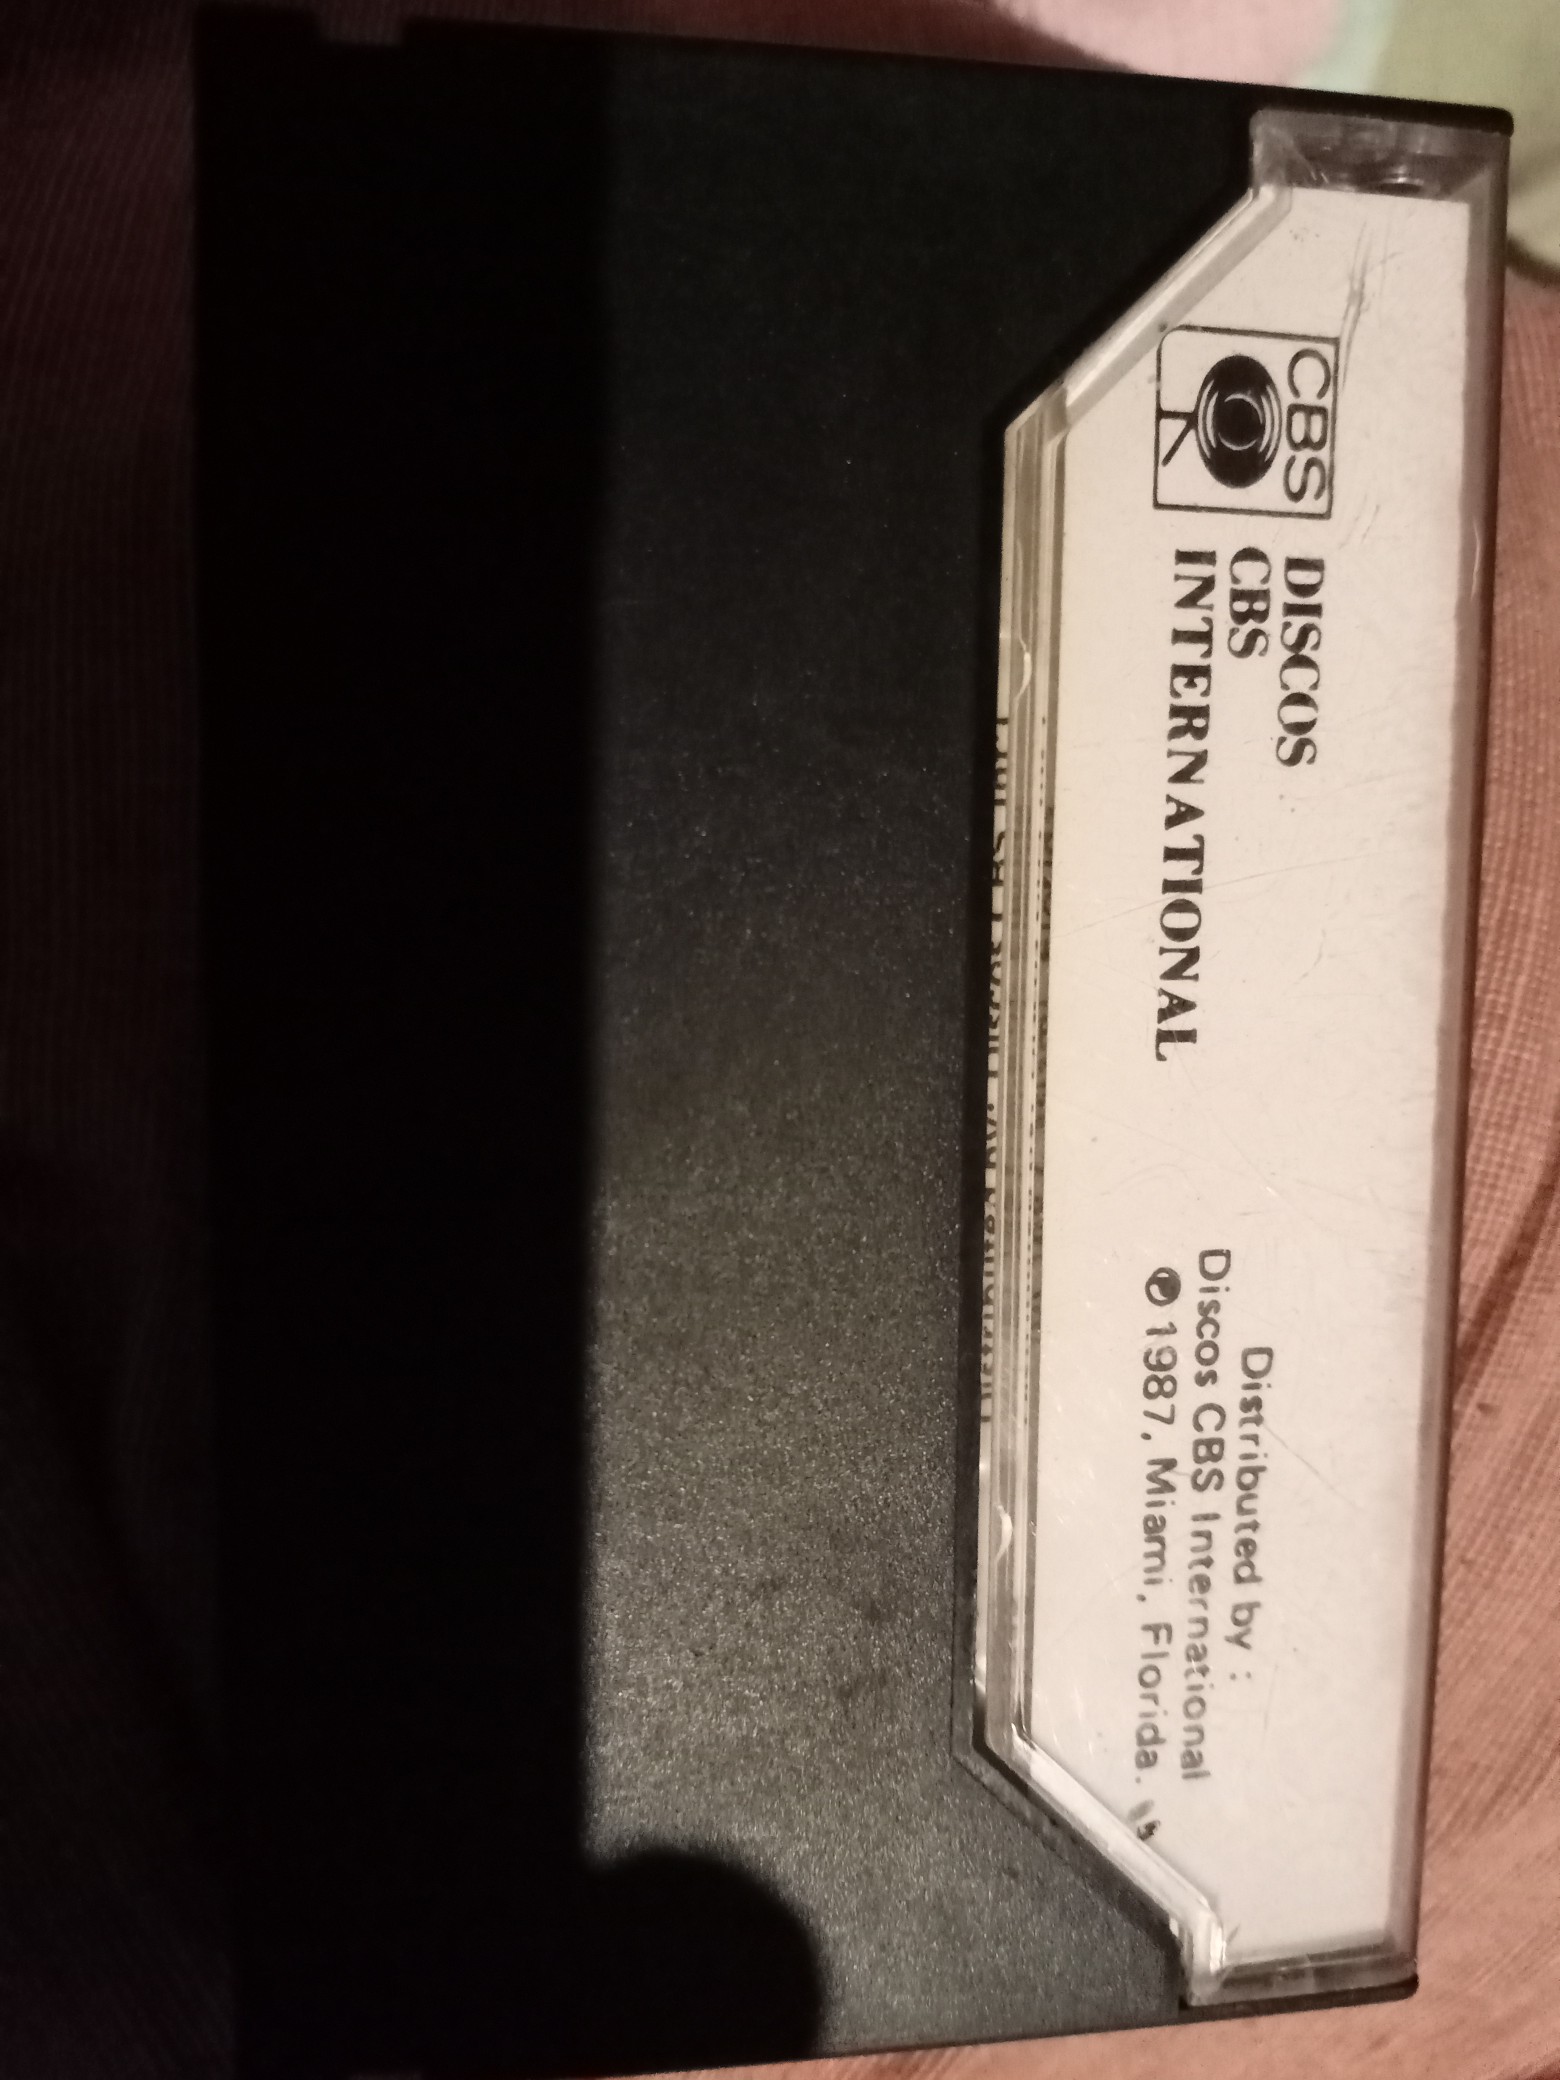 CBS
DISCOS
CBS
INTERNATIONAL
Distributed by :
Discos CBS International
℗ 1987, Miami, Florida.